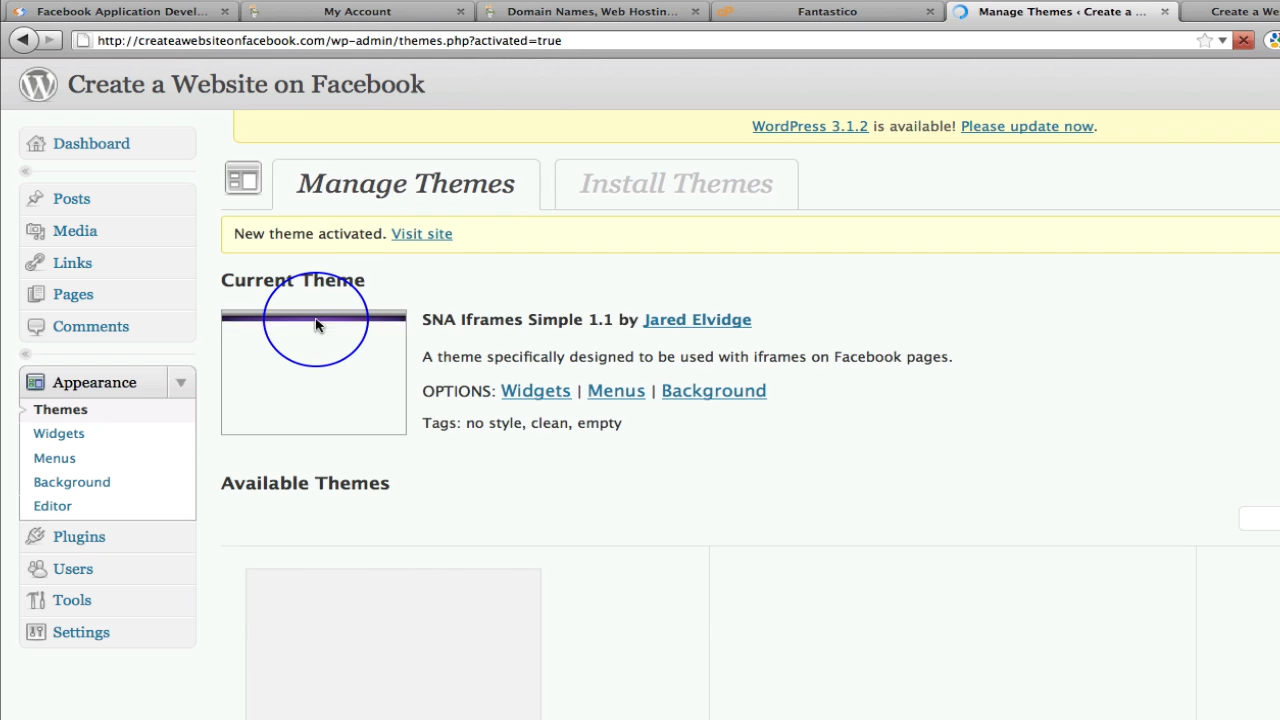 Facebook Application Devel... My Account Domain Names, Web Hostin... Fantastico Manage Themes ‹ Create a ... Create a We
http://createawebsiteonfacebook.com/wp-admin/themes.php?activated=true
Create a Website on Facebook
WordPress 3.1.2 is available! Please update now.
Dashboard
Posts
Media
Links
Pages
Comments
Appearance
Themes
Widgets
Menus
Background
Editor
Plugins
Users
Tools
Settings
Manage Themes Install Themes
New theme activated. Visit site
Current Theme
SNA Iframes Simple 1.1 by Jared Elvidge
A theme specifically designed to be used with iframes on Facebook pages.
OPTIONS: Widgets | Menus | Background
Tags: no style, clean, empty
Available Themes